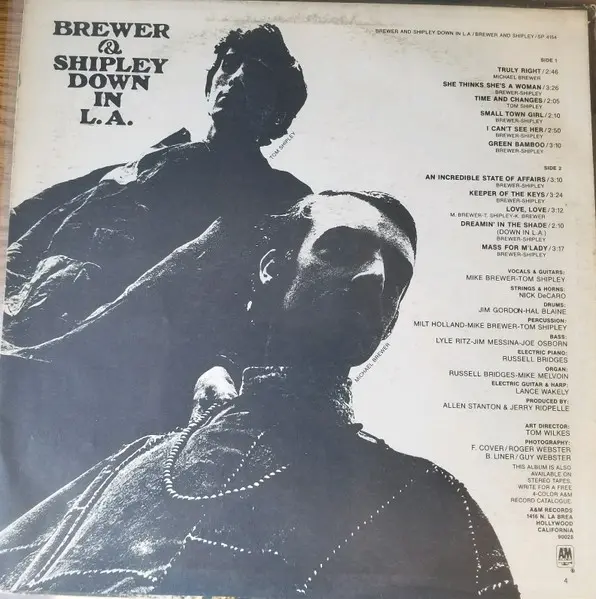 BREWER
&
SHIPLEY
DOWN
IN
L.A.
BREWER AND SHIPLEY DOWN IN L.A./BREWER AND SHIPLEY/SP 4154
TOM SHIPLEY
MICHAEL BREWER
SIDE 1
TRULY RIGHT/2:46
MICHAEL BREWER
SHE THINKS SHE'S A WOMAN/3:26
BREWER-SHIPLEY
TIME AND CHANGES/2:05
TOM SHIPLEY
SMALL TOWN GIRL/2:10
BREWER-SHIPLEY
I CAN'T SEE HER/2:50
BREWER-SHIPLEY
GREEN BAMBOO/3:10
BREWER-SHIPLEY
SIDE 2
AN INCREDIBLE STATE OF AFFAIRS/3:10
BREWER-SHIPLEY
KEEPER OF THE KEYS/3:24
BREWER-SHIPLEY
LOVE, LOVE/3:12
M. BREWER-T. SHIPLEY-K. BREWER
DREAMIN' IN THE SHADE/2:10
(DOWN IN L.A.)
BREWER-SHIPLEY
MASS FOR M'LADY/3:17
BREWER-SHIPLEY
VOCALS & GUITARS:
MIKE BREWER-TOM SHIPLEY
STRINGS & HORNS:
NICK DeCARO
DRUMS:
JIM GORDON-HAL BLAINE
PERCUSSION:
MILT HOLLAND-MIKE BREWER-TOM SHIPLEY
BASS:
LYLE RITZ-JIM MESSINA-JOE OSBORN
ELECTRIC PIANO:
RUSSELL BRIDGES
ORGAN:
RUSSELL BRIDGES-MIKE MELVOIN
ELECTRIC GUITAR & HARP:
LANCE WAKELY
PRODUCED BY:
ALLEN STANTON & JERRY RIOPELLE
ART DIRECTOR:
TOM WILKES
PHOTOGRAPHY:
F. COVER/ROGER WEBSTER
B. LINER/GUY WEBSTER
THIS ALBUM IS ALSO
AVAILABLE ON
STEREO TAPES.
WRITE FOR A FREE
4-COLOR A&M
RECORD CATALOGUE.
A&M RECORDS
1416 N. LA BREA
HOLLYWOOD
CALIFORNIA
90028
A&M
®
4